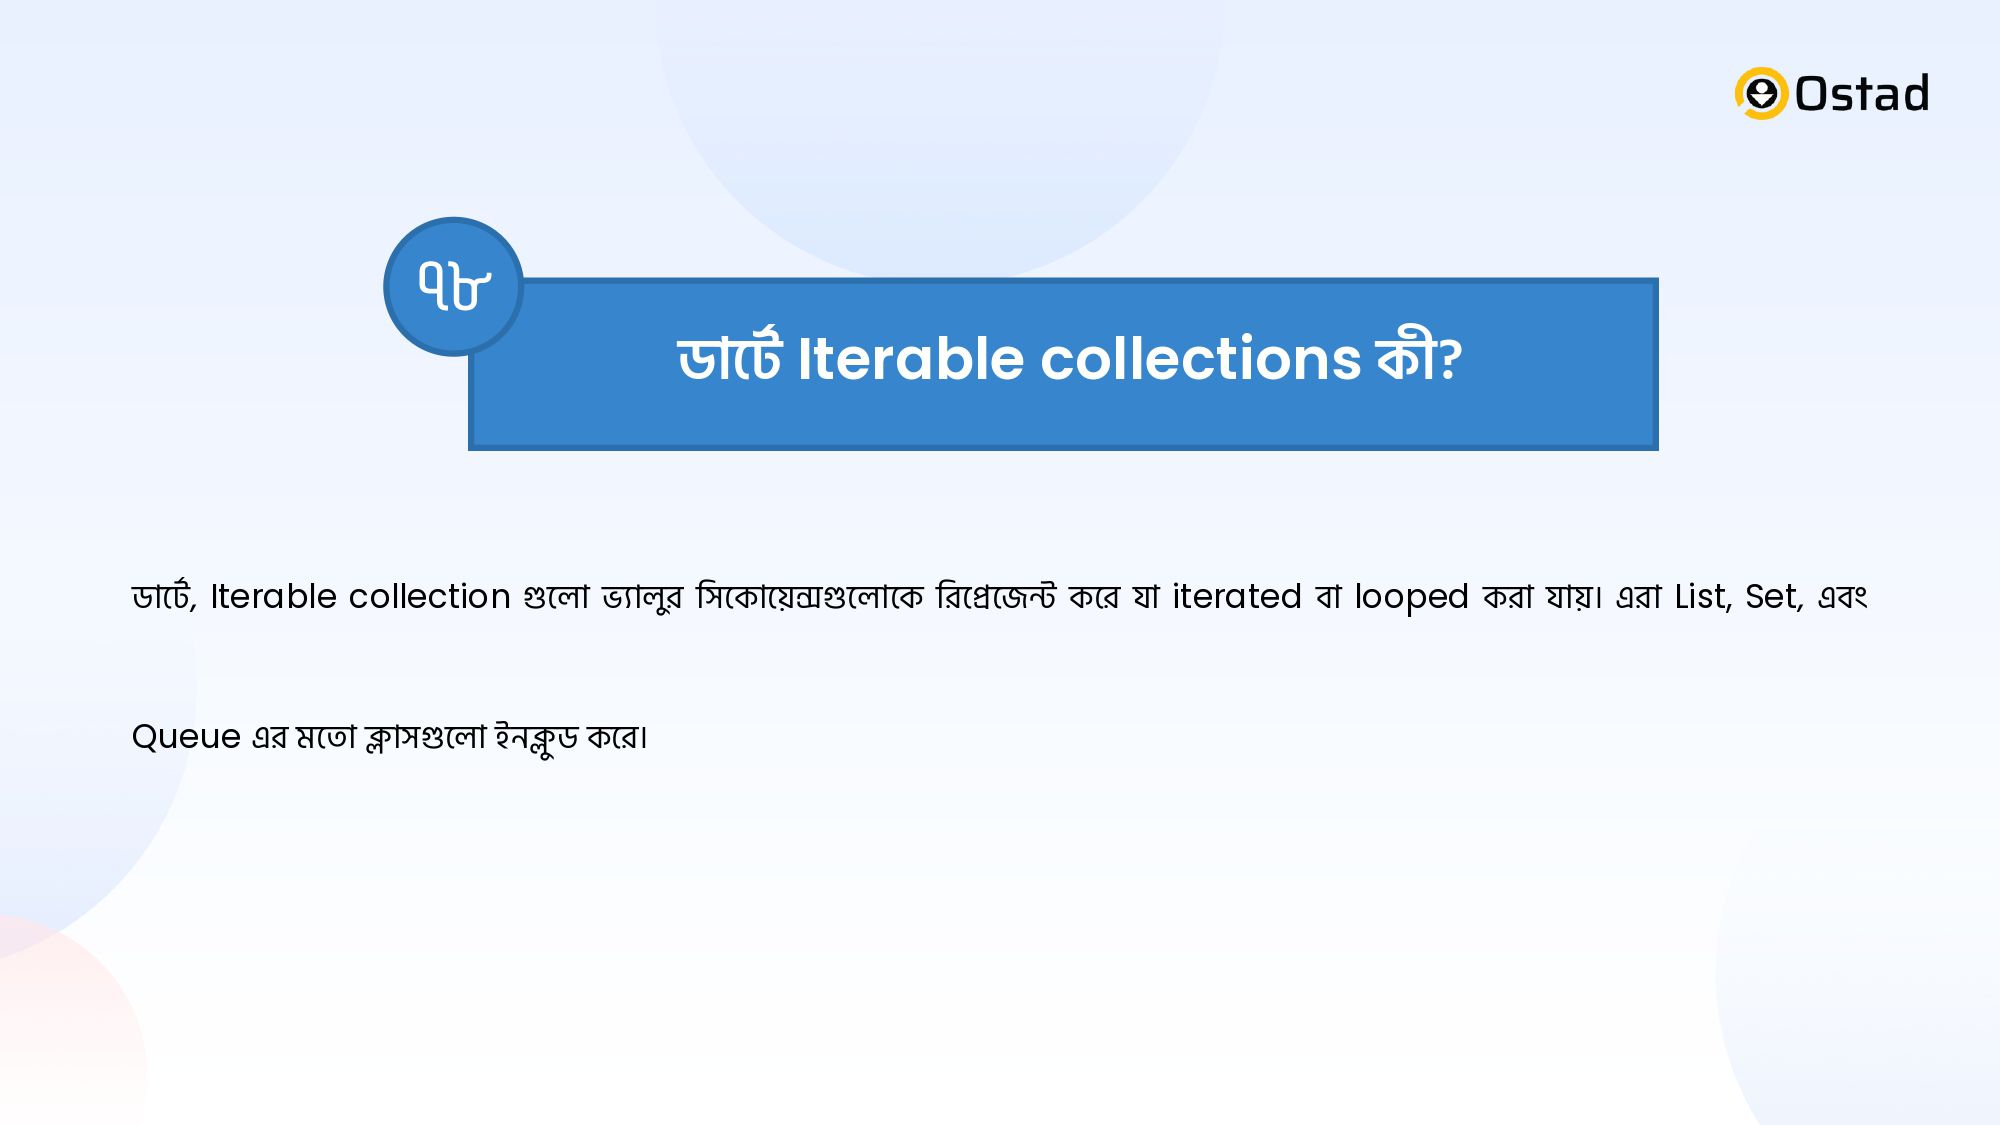 Ostad
৭৮
ডার্টে Iterable collections কী?
ডার্টে, Iterable collection গুলো ভ্যালুর সিকোয়েন্সগুলোকে রিপ্রেজেন্ট করে যা iterated বা looped করা যায়। এরা List, Set, এবং
Queue এর মতো ক্লাসগুলো ইনক্লুড করে।